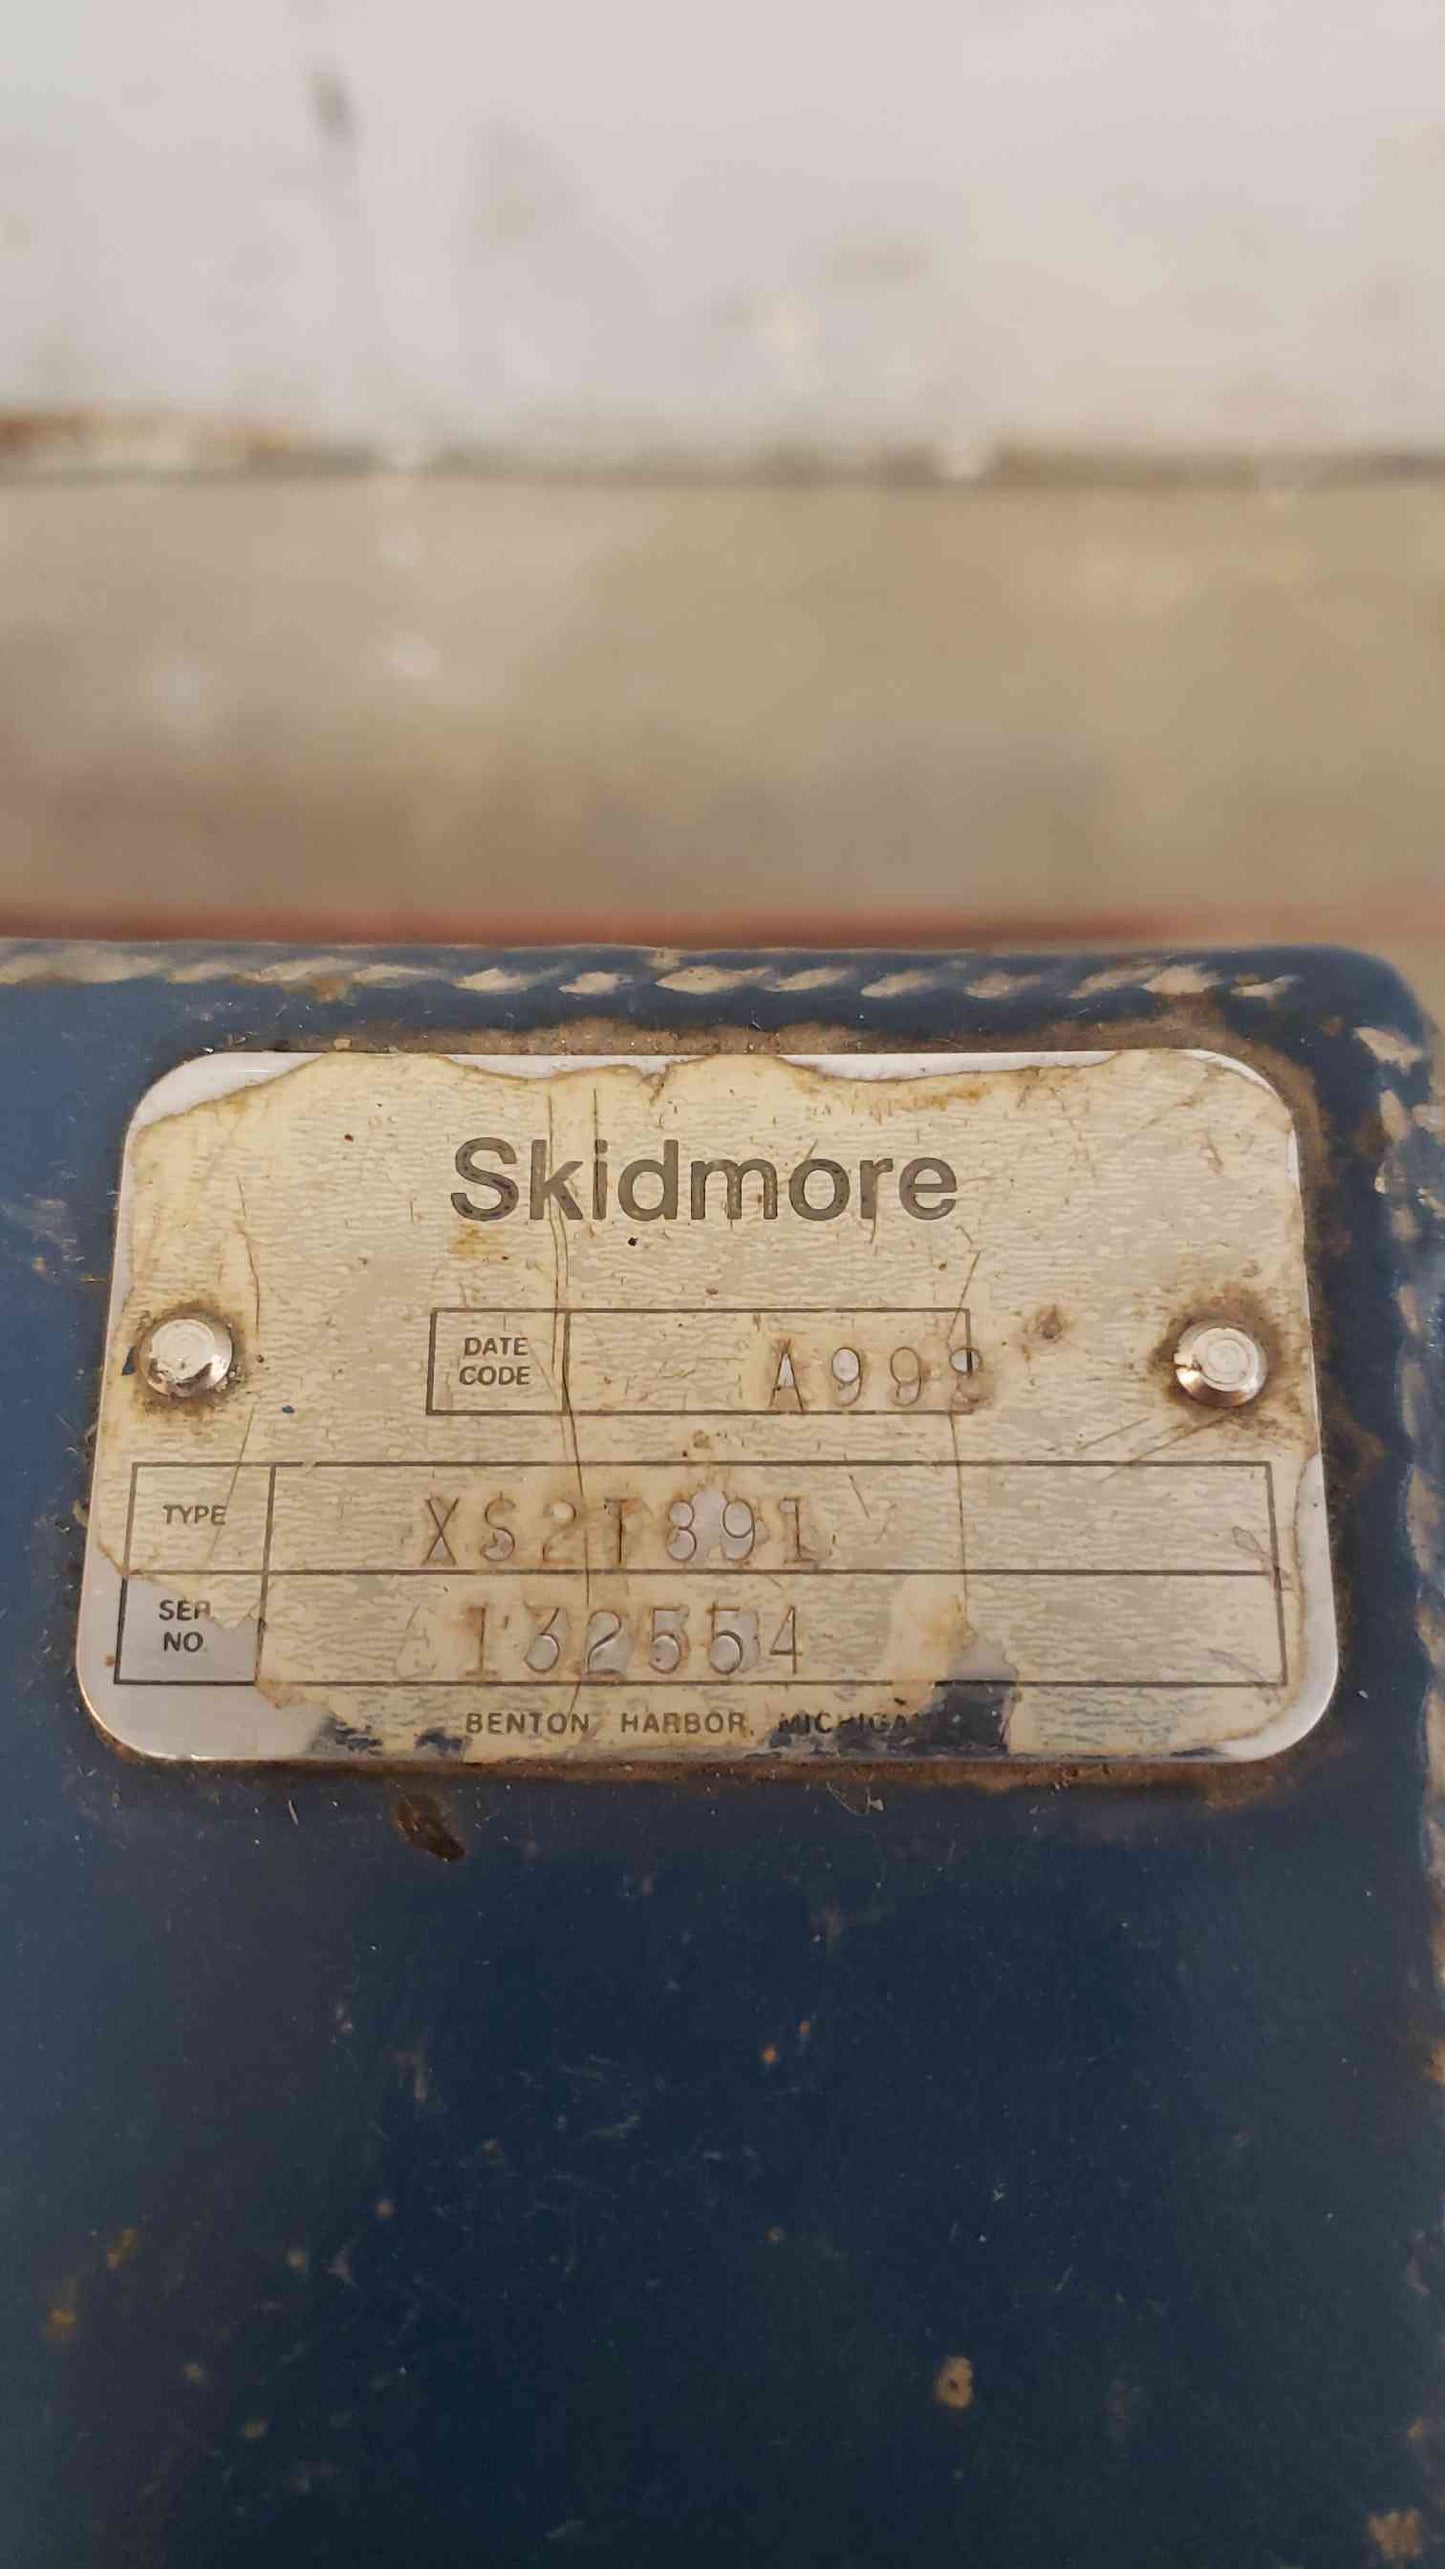 Skidmore
DATE CODE A999
TYPE XS2T891
SER. NO. 132554
BENTON HARBOR, MICHIGAN